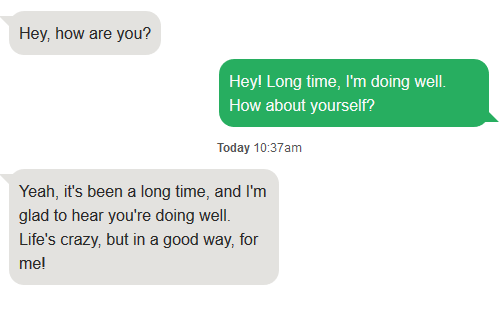 Hey, how are you?
Hey! Long time, I'm doing well.
How about yourself?
Today 10:37am
Yeah, it's been a long time, and I'm
glad to hear you're doing well.
Life's crazy, but in a good way, for
me!